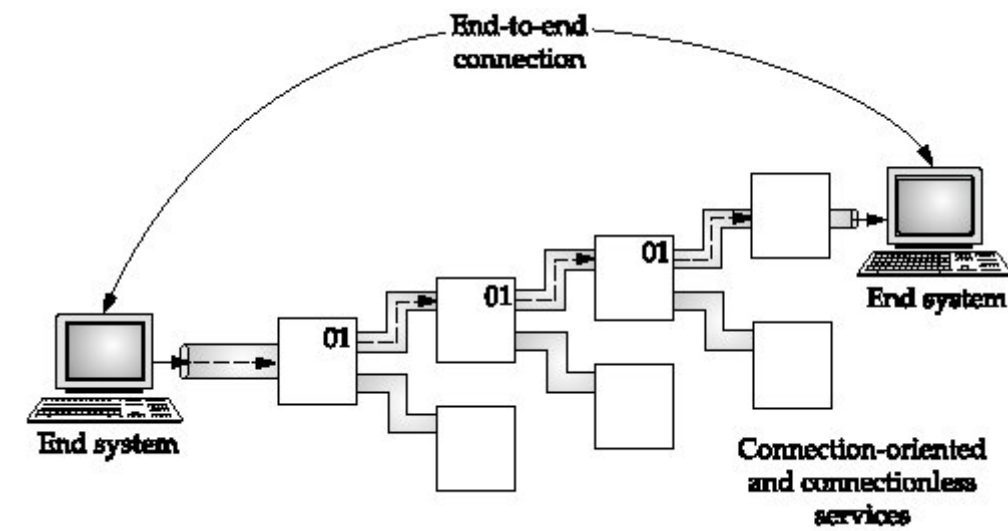 End-to-end
connection
01
01
01
End system
End system
Connection-oriented
and connectionless
services